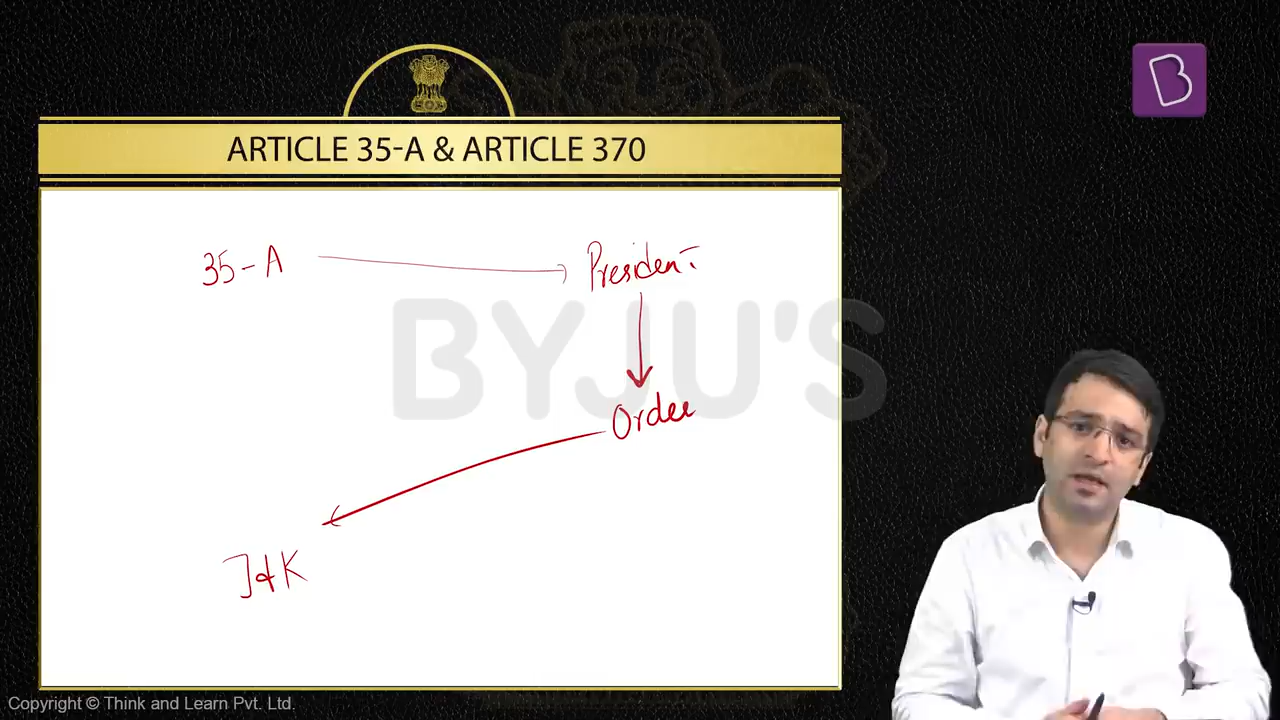 ARTICLE 35-A & ARTICLE 370
35-A President
BYJU'S
Order
J&K
Copyright © Think and Learn Pvt. Ltd.